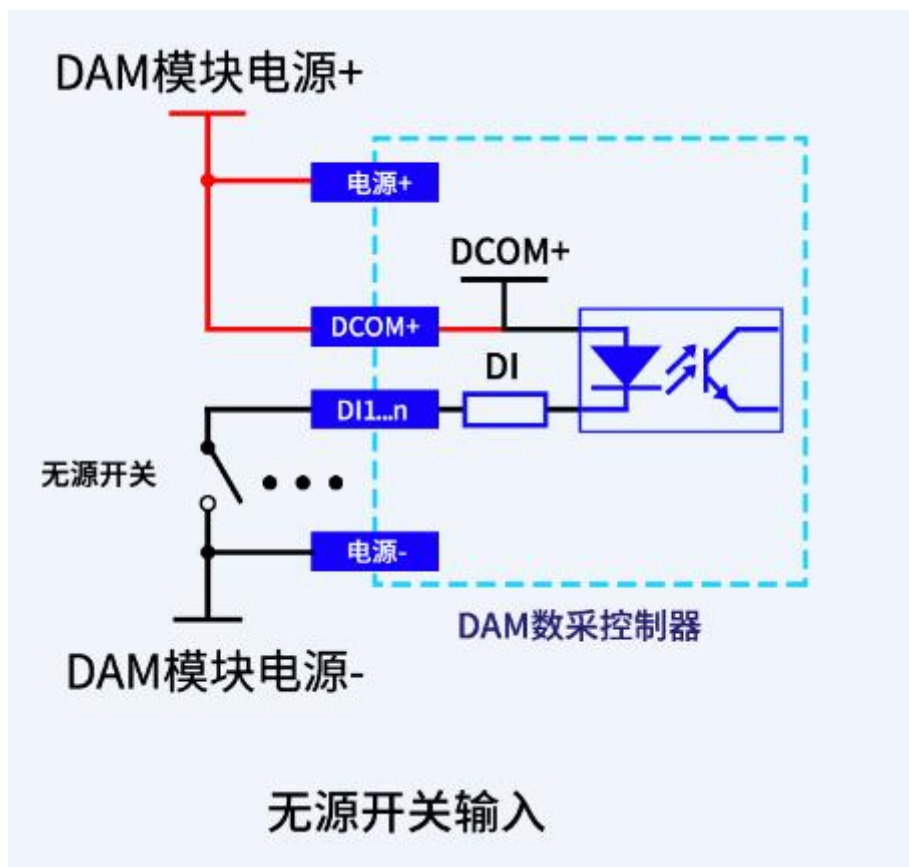 DAM模块电源+
电源+
DCOM+
DCOM+
DI
DI1...n
无源开关
电源-
DAM数采控制器
DAM模块电源-
无源开关输入